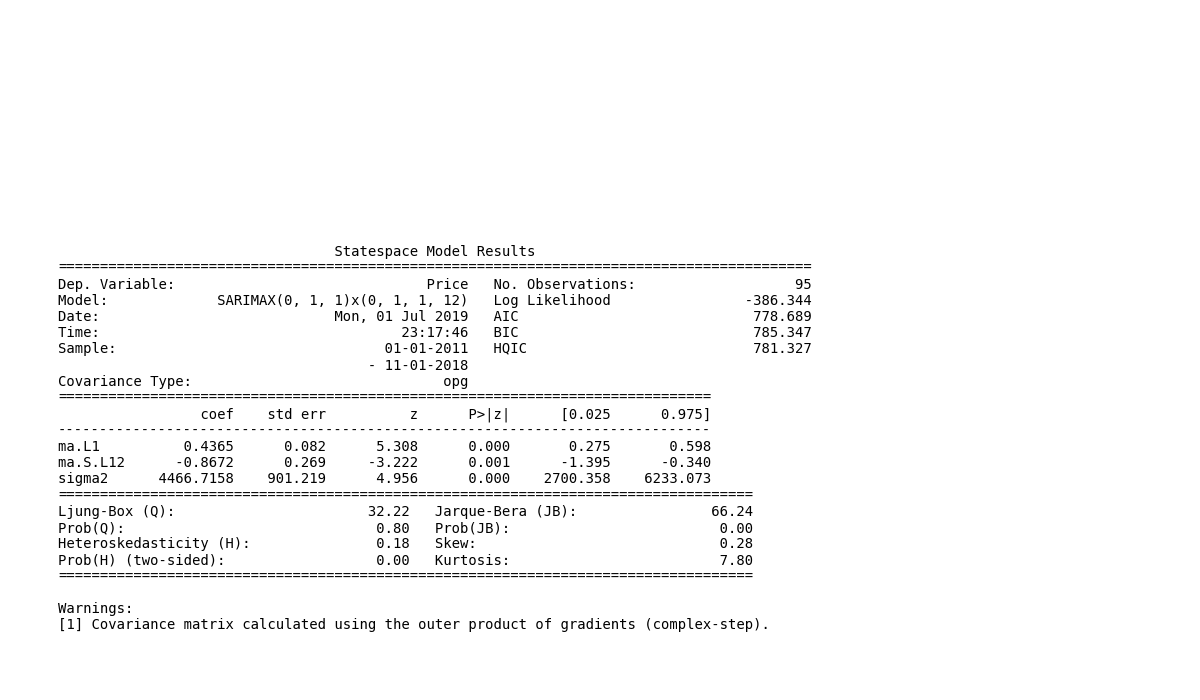 Statespace Model Results
==========================================================================================
Dep. Variable:                              Price   No. Observations:                   95
Model:             SARIMAX(0, 1, 1)x(0, 1, 1, 12)   Log Likelihood                -386.344
Date:                            Mon, 01 Jul 2019   AIC                            778.689
Time:                                    23:17:46   BIC                            785.347
Sample:                                01-01-2011   HQIC                           781.327
- 11-01-2018
Covariance Type:                              opg
==============================================================================
                 coef    std err          z      P>|z|      [0.025      0.975]
------------------------------------------------------------------------------
ma.L1          0.4365      0.082      5.308      0.000       0.275       0.598
ma.S.L12      -0.8672      0.269     -3.222      0.001      -1.395      -0.340
sigma2      4466.7158    901.219      4.956      0.000    2700.358    6233.073
===================================================================================
Ljung-Box (Q):                       32.22   Jarque-Bera (JB):                66.24
Prob(Q):                              0.80   Prob(JB):                         0.00
Heteroskedasticity (H):               0.18   Skew:                             0.28
Prob(H) (two-sided):                  0.00   Kurtosis:                         7.80
===================================================================================
Warnings:
[1] Covariance matrix calculated using the outer product of gradients (complex-step).